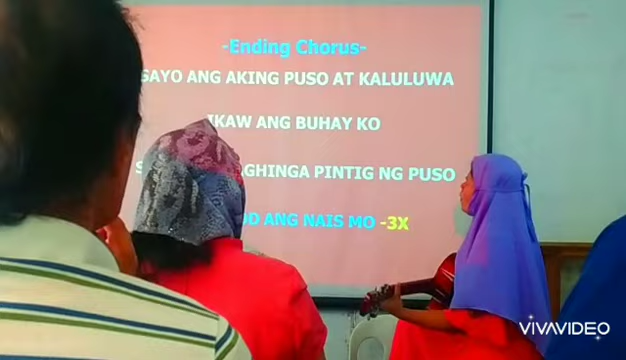 -Ending Chorus-
SAYO ANG AKING PUSO AT KALULUWA
IKAW ANG BUHAY KO
PINTIG NG PUSO
ANG NAIS MO -3X
VIVAVIDEO